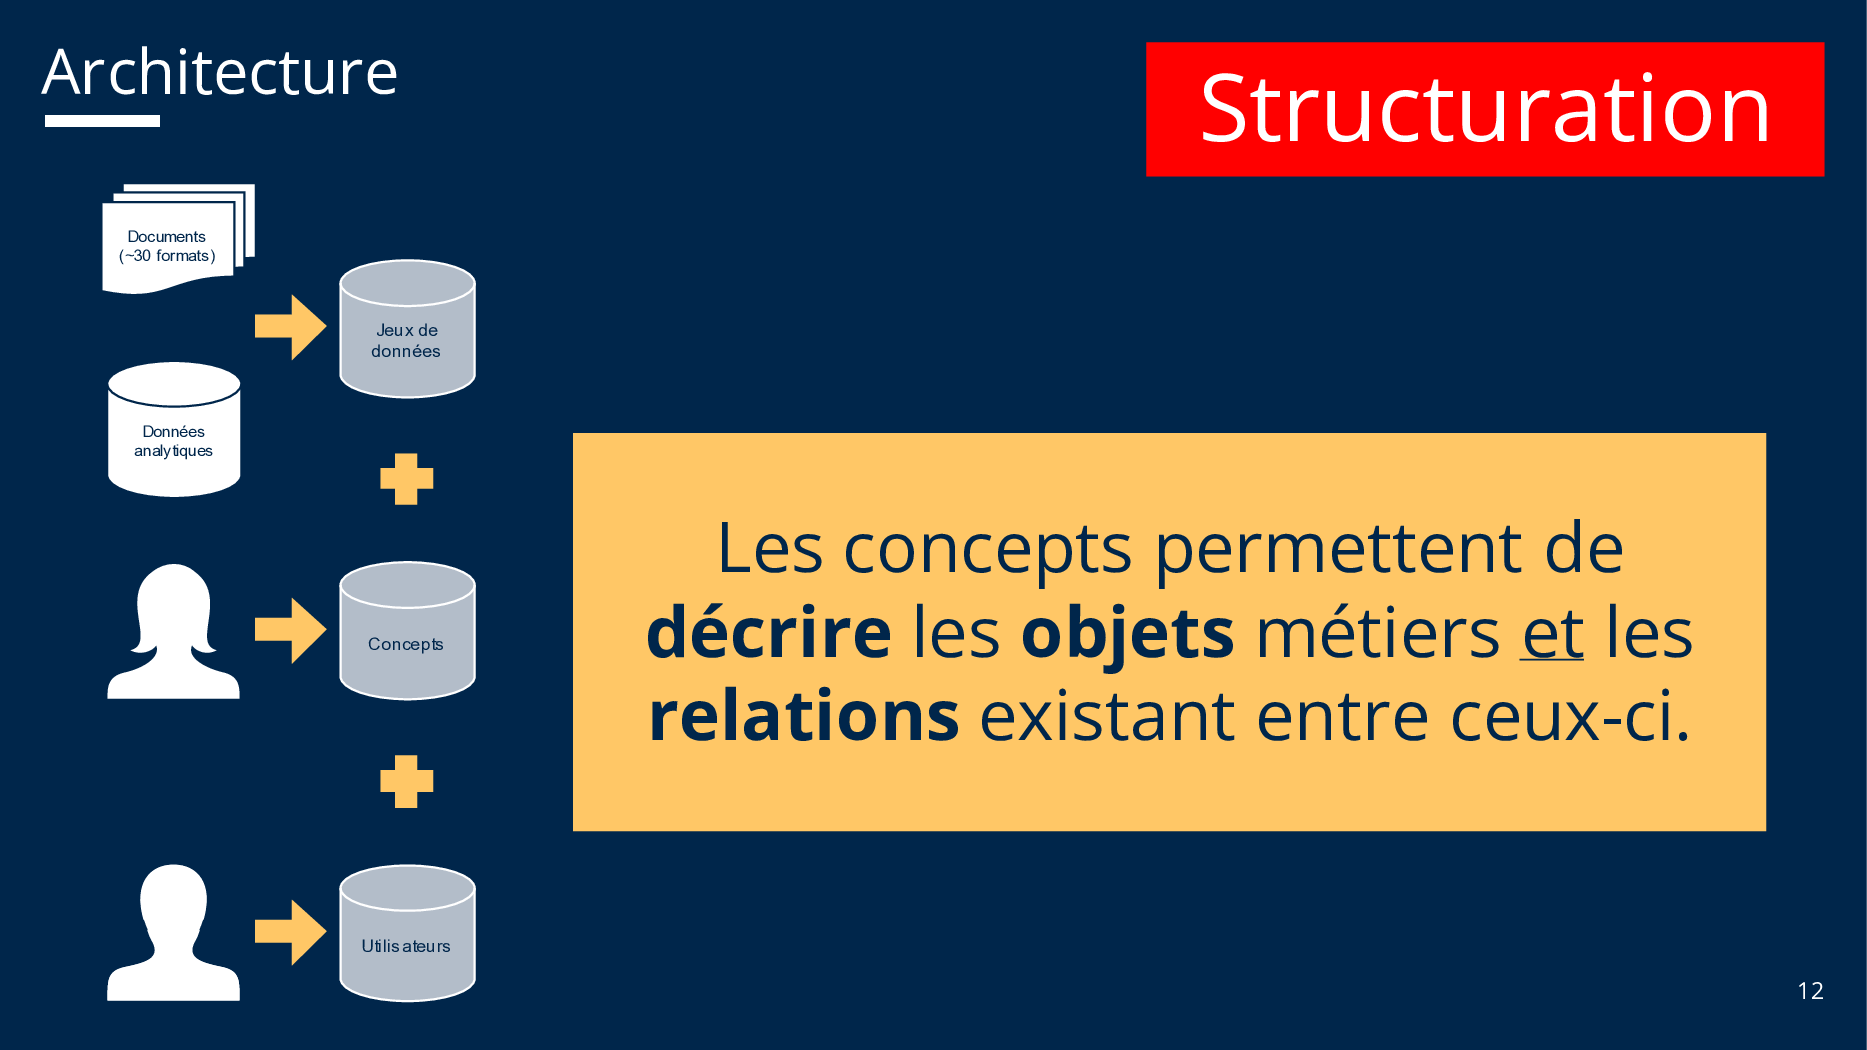 Architecture
Structuration
Documents
(~30 formats)
Jeux de
données
Données
analytiques
Les concepts permettent de
décrire les objets métiers et les
relations existant entre ceux-ci.
Concepts
Utilisateurs
12